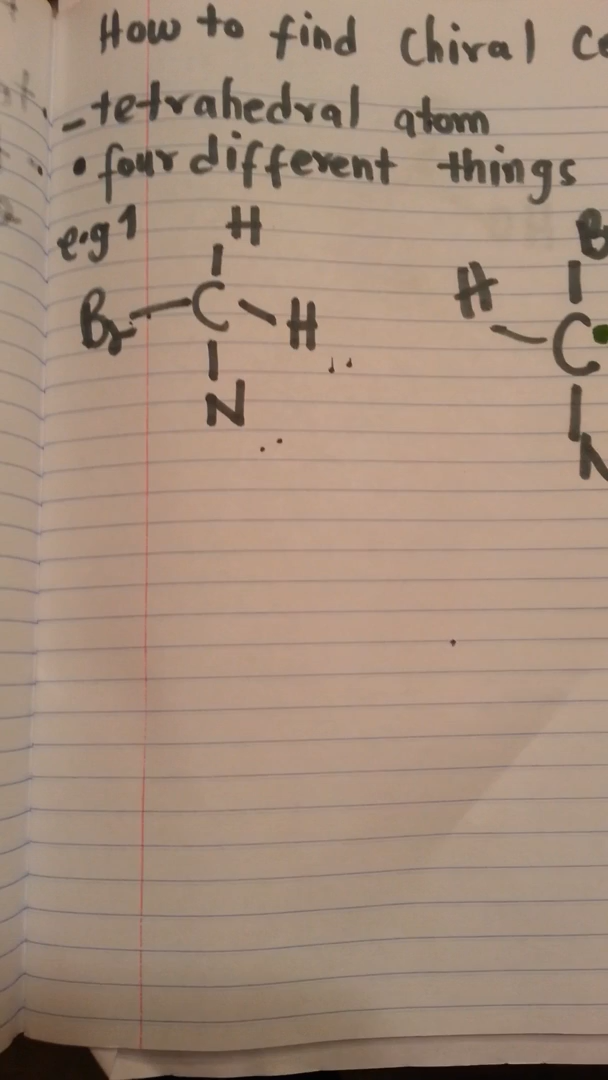 How to find Chiral
- tetrahedral atom
• four different things
e.g 1
H
Br—C—H
N
H—C